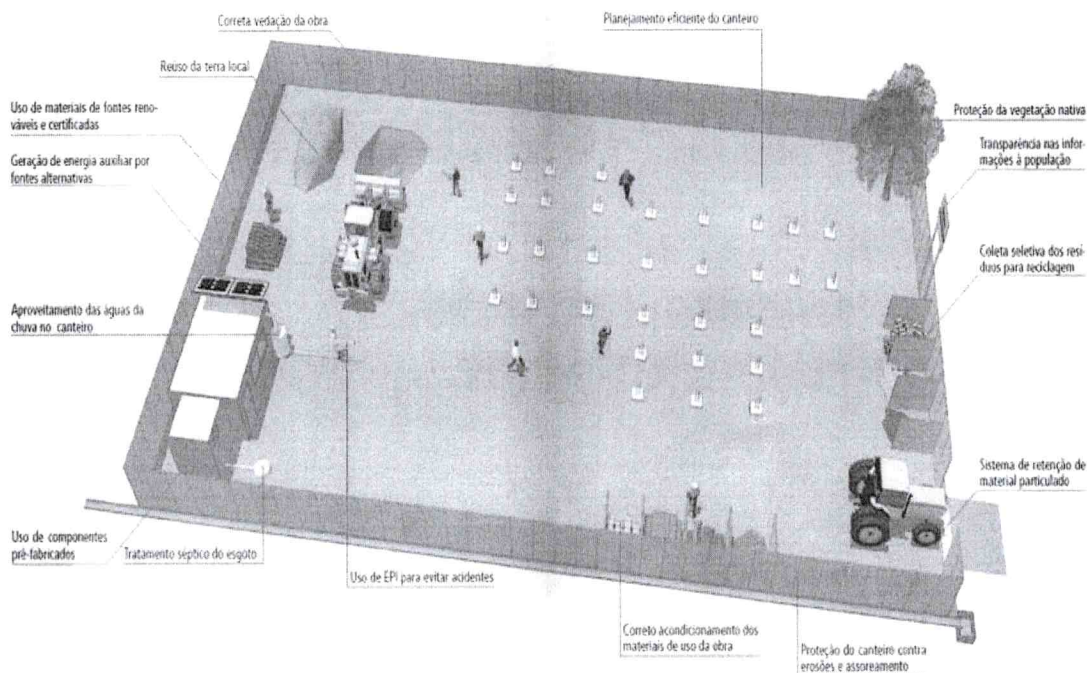 Correta vedação da obra
Planejamento eficiente do canteiro
Reúso da terra local
Uso de materiais de fontes reno-
váveis e certificadas
Geração de energia auxiliar por
fontes alternativas
Aproveitamento das águas da
chuva no canteiro
Proteção da vegetação nativa
Transparência nas infor-
mações à população
Coleta seletiva dos resí-
duos para reciclagem
Sistema de retenção de
material particulado
Uso de componentes
pré-fabricados
Tratamento séptico do esgoto
Uso de EPI para evitar acidentes
Correto acondicionamento dos
materiais de uso da obra
Proteção do canteiro contra
erosões e assoreamento